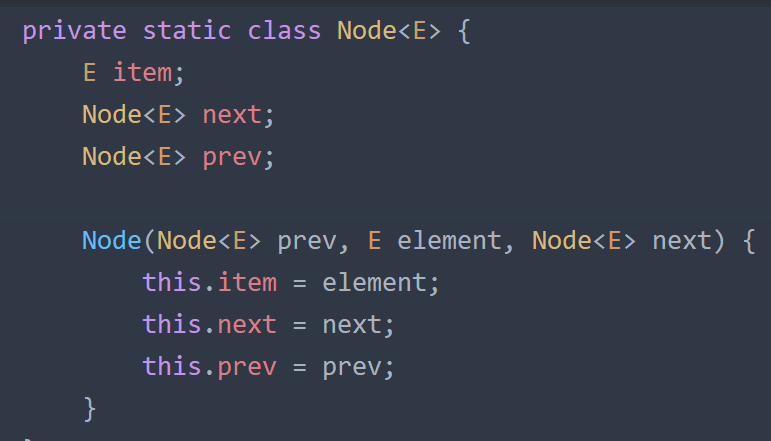 private static class Node<E> {
    E item;
    Node<E> next;
    Node<E> prev;

    Node(Node<E> prev, E element, Node<E> next) {
        this.item = element;
        this.next = next;
        this.prev = prev;
    }